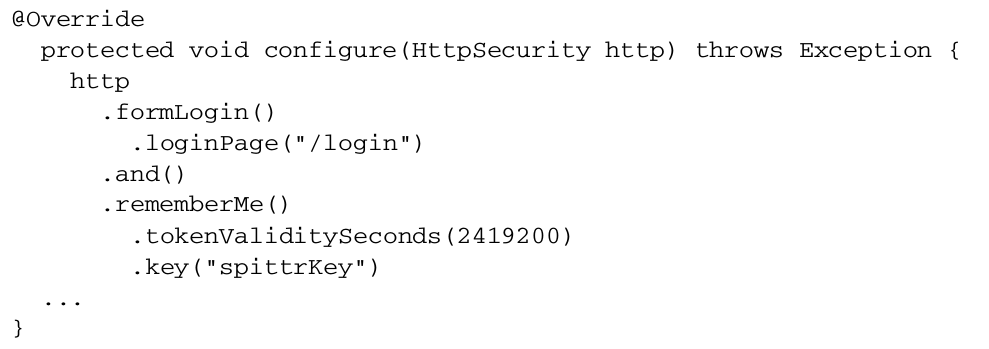 @Override
  protected void configure(HttpSecurity http) throws Exception {
    http
      .formLogin()
        .loginPage("/login")
      .and()
      .rememberMe()
        .tokenValiditySeconds(2419200)
        .key("spittrKey")
  ...
}